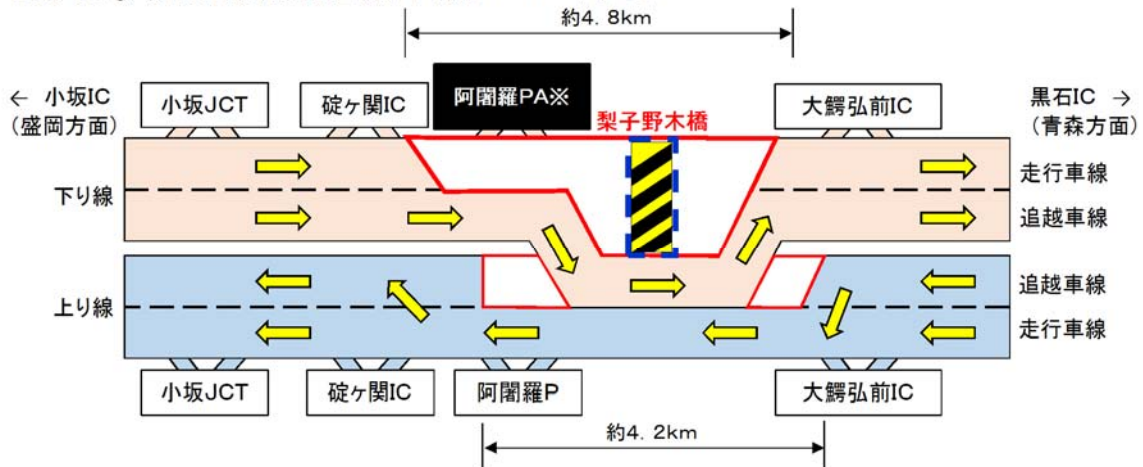 約4.8km
← 小坂IC
（盛岡方面）
小坂JCT
碇ヶ関IC
阿闍羅PA※
梨子野木橋
大鰐弘前IC
黒石IC →
（青森方面）
下り線
走行車線
追越車線
上り線
追越車線
走行車線
小坂JCT
碇ヶ関IC
阿闍羅P
大鰐弘前IC
約4.2km